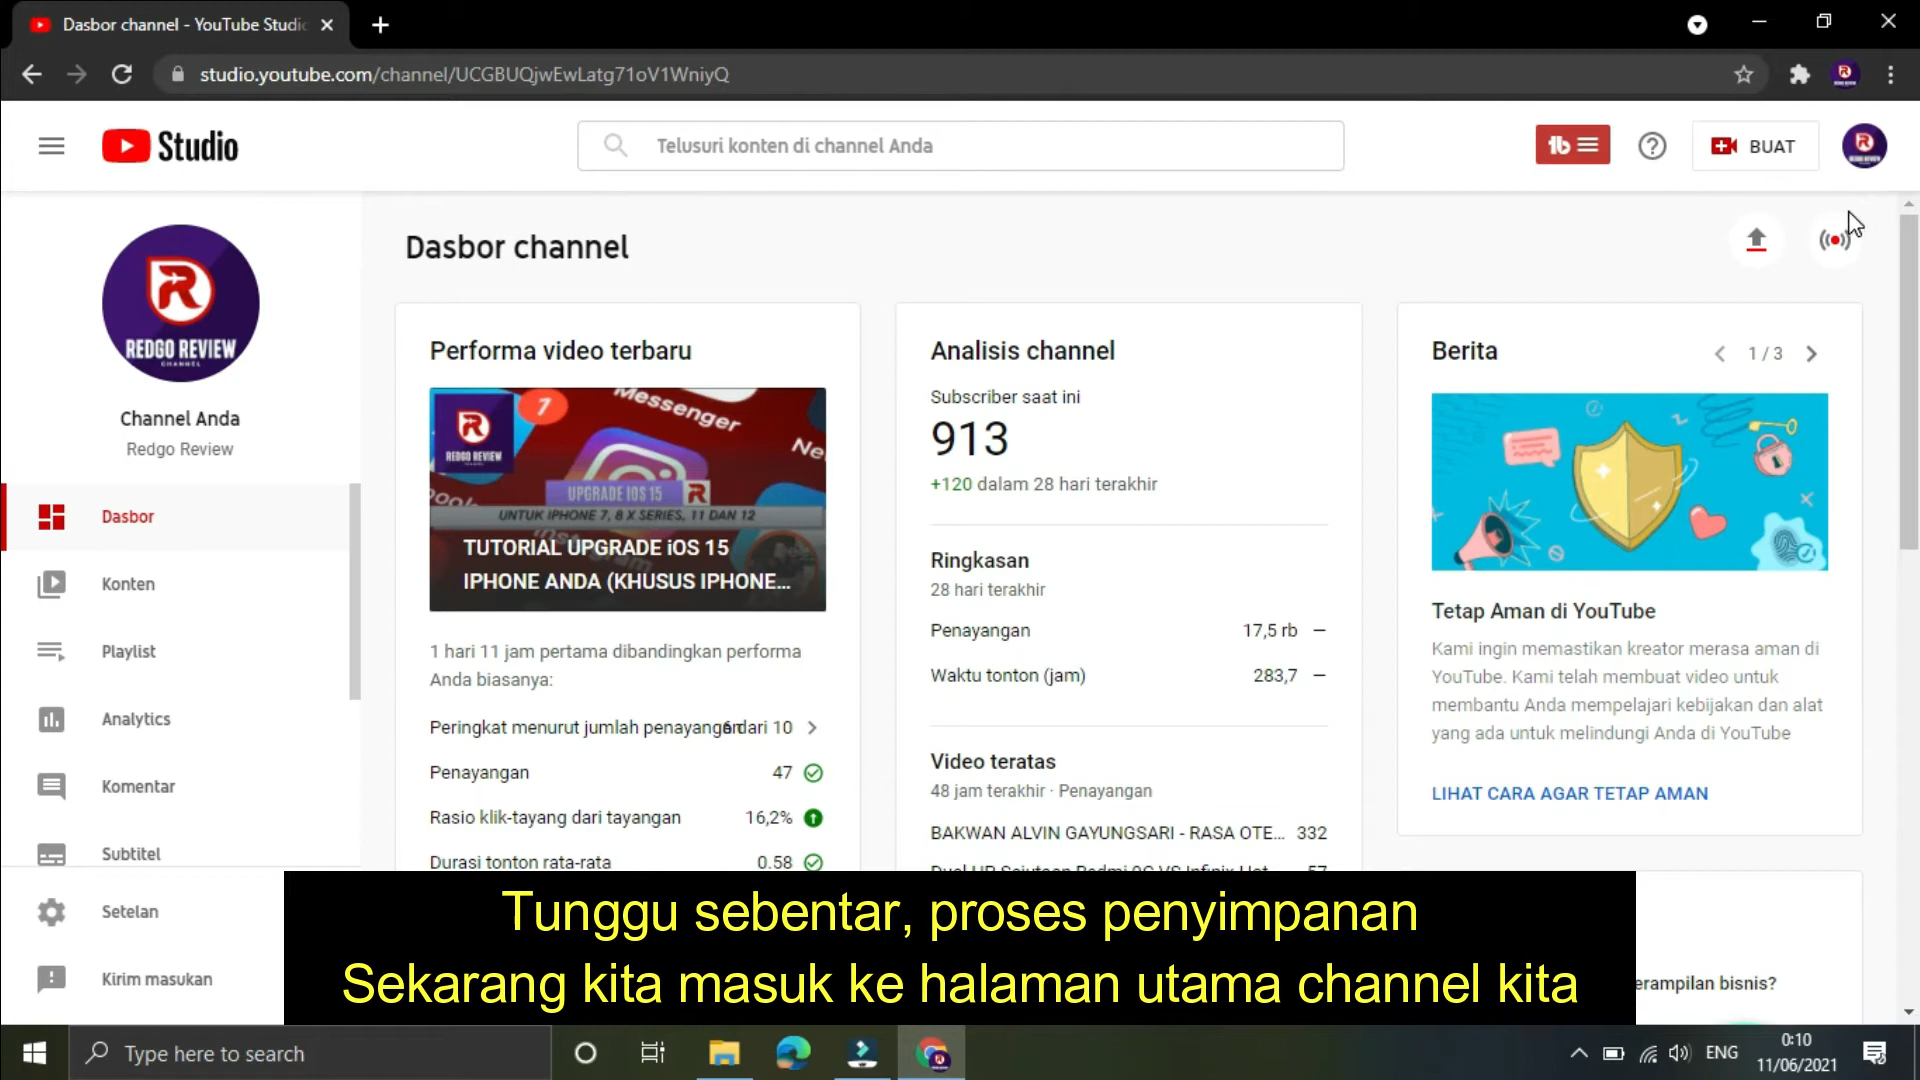 Dasbor channel - YouTube Studio
studio.youtube.com/channel/UCGBUQjwEwLatg71oV1WniyQ
Studio
Telusuri konten di channel Anda
BUAT
REDGO REVIEW
CHANNEL
Channel Anda
Redgo Review
Dasbor
Konten
Playlist
Analytics
Komentar
Subtitel
Setelan
Kirim masukan
Dasbor channel
Performa video terbaru
Messenger
1
REDGO REVIEW
UPGRADE IOS 15
UNTUK IPHONE 7, 8 X SERIES, 11 DAN 12
TUTORIAL UPGRADE iOS 15
IPHONE ANDA (KHUSUS IPHONE...
1 hari 11 jam pertama dibandingkan performa
Anda biasanya:
Peringkat menurut jumlah penayangan 6 dari 10
Penayangan 47
Rasio klik-tayang dari tayangan 16,2%
Durasi tonton rata-rata 0.58
Analisis channel
Subscriber saat ini
913
+120 dalam 28 hari terakhir
Ringkasan
28 hari terakhir
Penayangan 17,5 rb —
Waktu tonton (jam) 283,7 —
Video teratas
48 jam terakhir · Penayangan
BAKWAN ALVIN GAYUNGSARI - RASA OTE... 332
Berita
1 / 3
Tetap Aman di YouTube
Kami ingin memastikan kreator merasa aman di
YouTube. Kami telah membuat video untuk
membantu Anda mempelajari kebijakan dan alat
yang ada untuk melindungi Anda di YouTube
LIHAT CARA AGAR TETAP AMAN
erampilan bisnis?
Tunggu sebentar, proses penyimpanan
Sekarang kita masuk ke halaman utama channel kita
Type here to search
ENG
0:10
11/06/2021